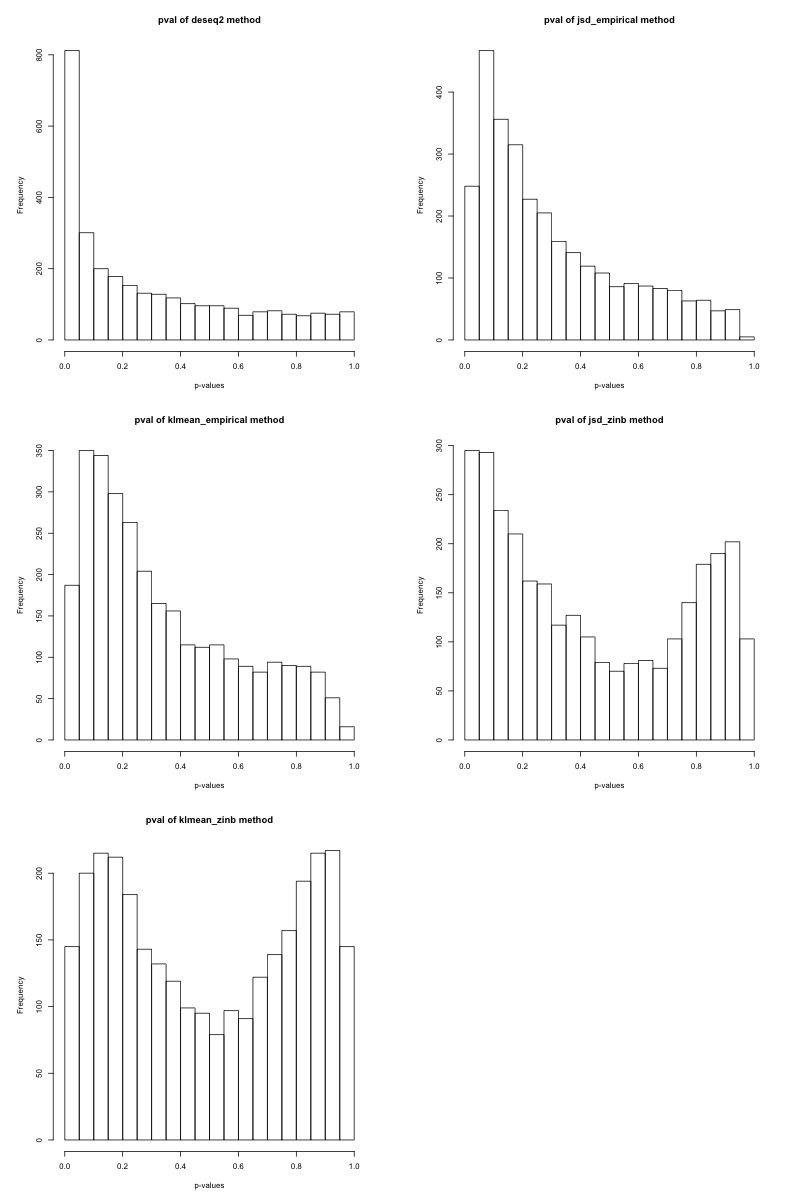 pval of deseq2 method
Frequency
0 200 400 600 800
0.0 0.2 0.4 0.6 0.8 1.0
p-values
pval of jsd_empirical method
Frequency
0 100 200 300 400
0.0 0.2 0.4 0.6 0.8 1.0
p-values
pval of klmean_empirical method
Frequency
0 50 100 150 200 250 300 350
0.0 0.2 0.4 0.6 0.8 1.0
p-values
pval of jsd_zinb method
Frequency
0 50 100 150 200 250 300
0.0 0.2 0.4 0.6 0.8 1.0
p-values
pval of klmean_zinb method
Frequency
0 50 100 150 200
0.0 0.2 0.4 0.6 0.8 1.0
p-values